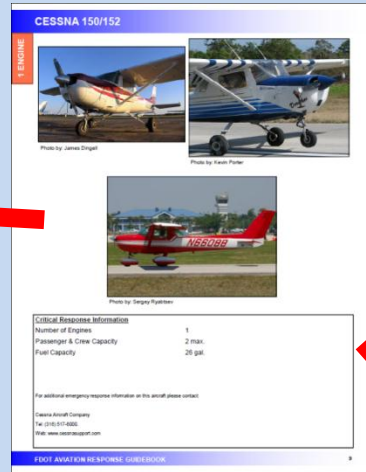 CESSNA 150/152
1 ENGINE
Photo by: James Dingell
Photo by: Kevin Porter
N66088
Photo by: Sergey Ryabtsev
Critical Response Information
Number of Engines 1
Passenger & Crew Capacity 2 max.
Fuel Capacity 26 gal.
For additional emergency response information on this aircraft please contact:
Cessna Aircraft Company
Web: www.cessnasupport.com
FDOT AVIATION RESPONSE GUIDEBOOK